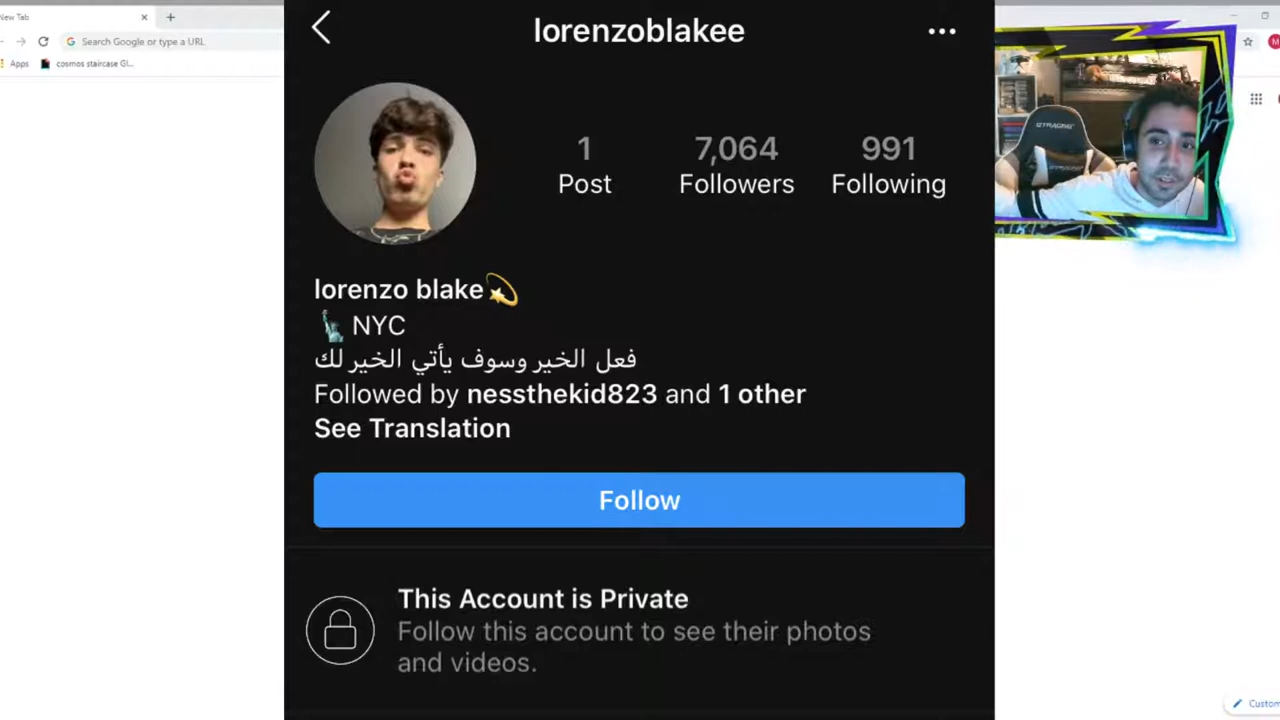 New Tab
Search Google or type a URL
Apps
cosmos staircase Gl...
lorenzoblakee
1
Post
7,064
Followers
991
Following
lorenzo blake💫
🗽 NYC
فعل الخير وسوف يأتي الخير لك
Followed by nessthekid823 and 1 other
See Translation
Follow
This Account is Private
Follow this account to see their photos
and videos.
GTRACING
Custom